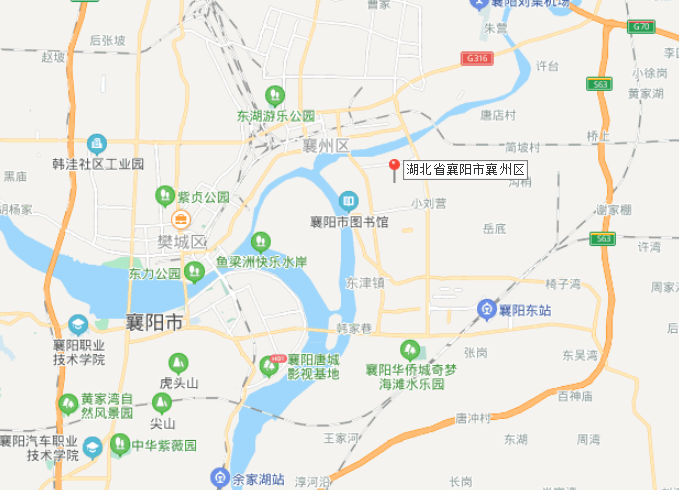 曹家
襄阳刘集机场
朱营
G70
后张坡
赵坡
G316
许台
小徐岗
S63
黄家湖
东湖游乐公园
唐店村
桥上
襄州区
简坡村
韩洼社区工业园
湖北省襄阳市襄州区
黑庙
沟梢
紫贞公园
小刘营
谢家棚
胡杨家
襄阳市图书馆
岳底
樊城区
S63
许湾
鱼梁洲快乐水岸
东力公园
东津镇
椅子湾
周家
襄阳东站
襄阳市
韩家巷
襄阳职业
技术学院
张岗
东吴湾
HOT
襄阳唐城
影视基地
襄阳华侨城奇梦
海滩水乐园
虎头山
百神庙
黄家湾自
然风景园
唐冲村
尖山
王家河
东湖
周湾
襄阳汽车职业
技术学院
中华紫薇园
余家湖站
淳河沿
长岗